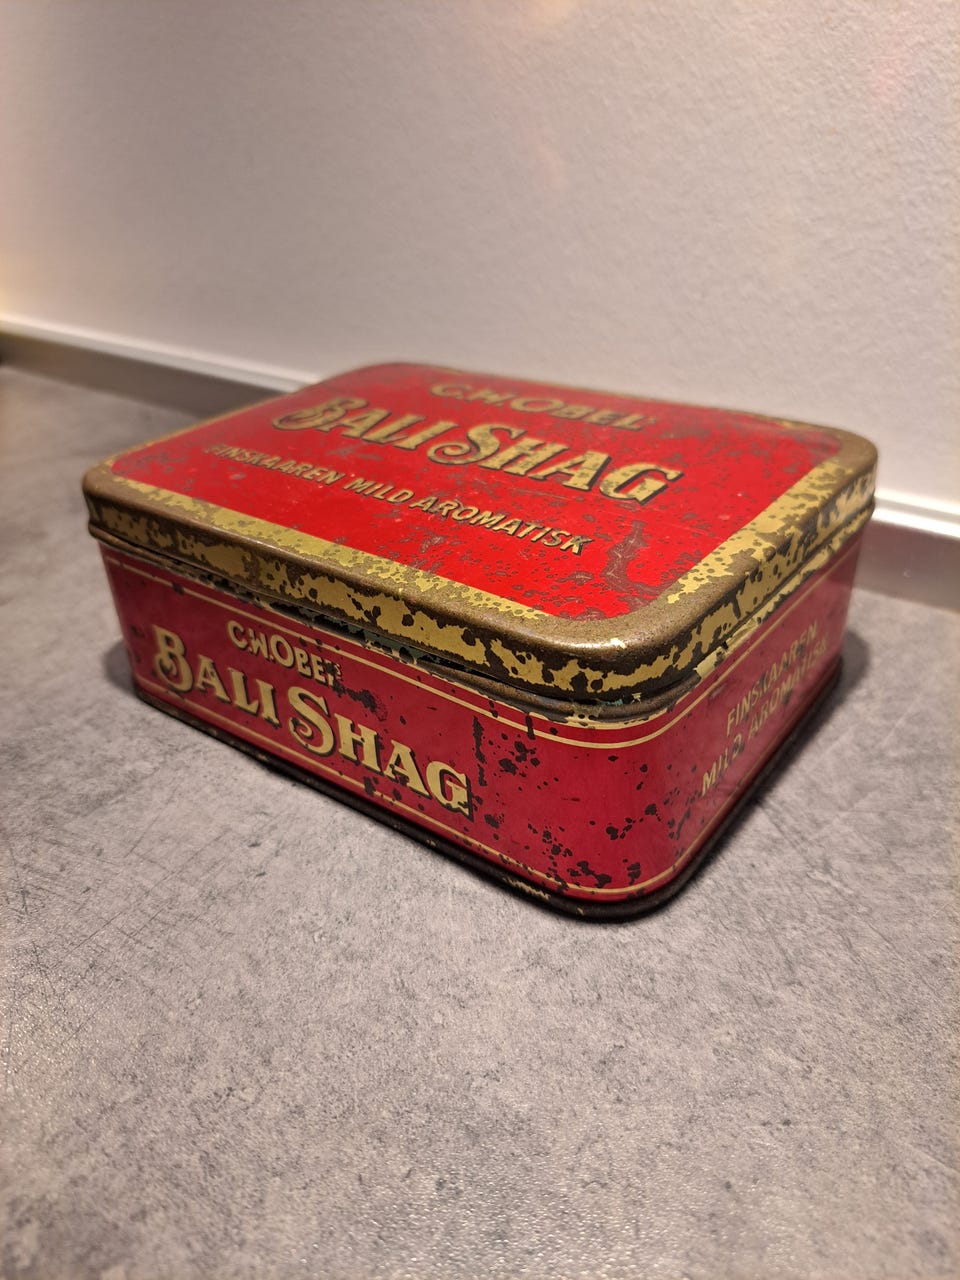 C.W.OBEL
BALI SHAG
FINSKAAREN MILD AROMATISK
C.W.OBEL
BALI SHAG
FINSKAAREN
MILD AROMATISK